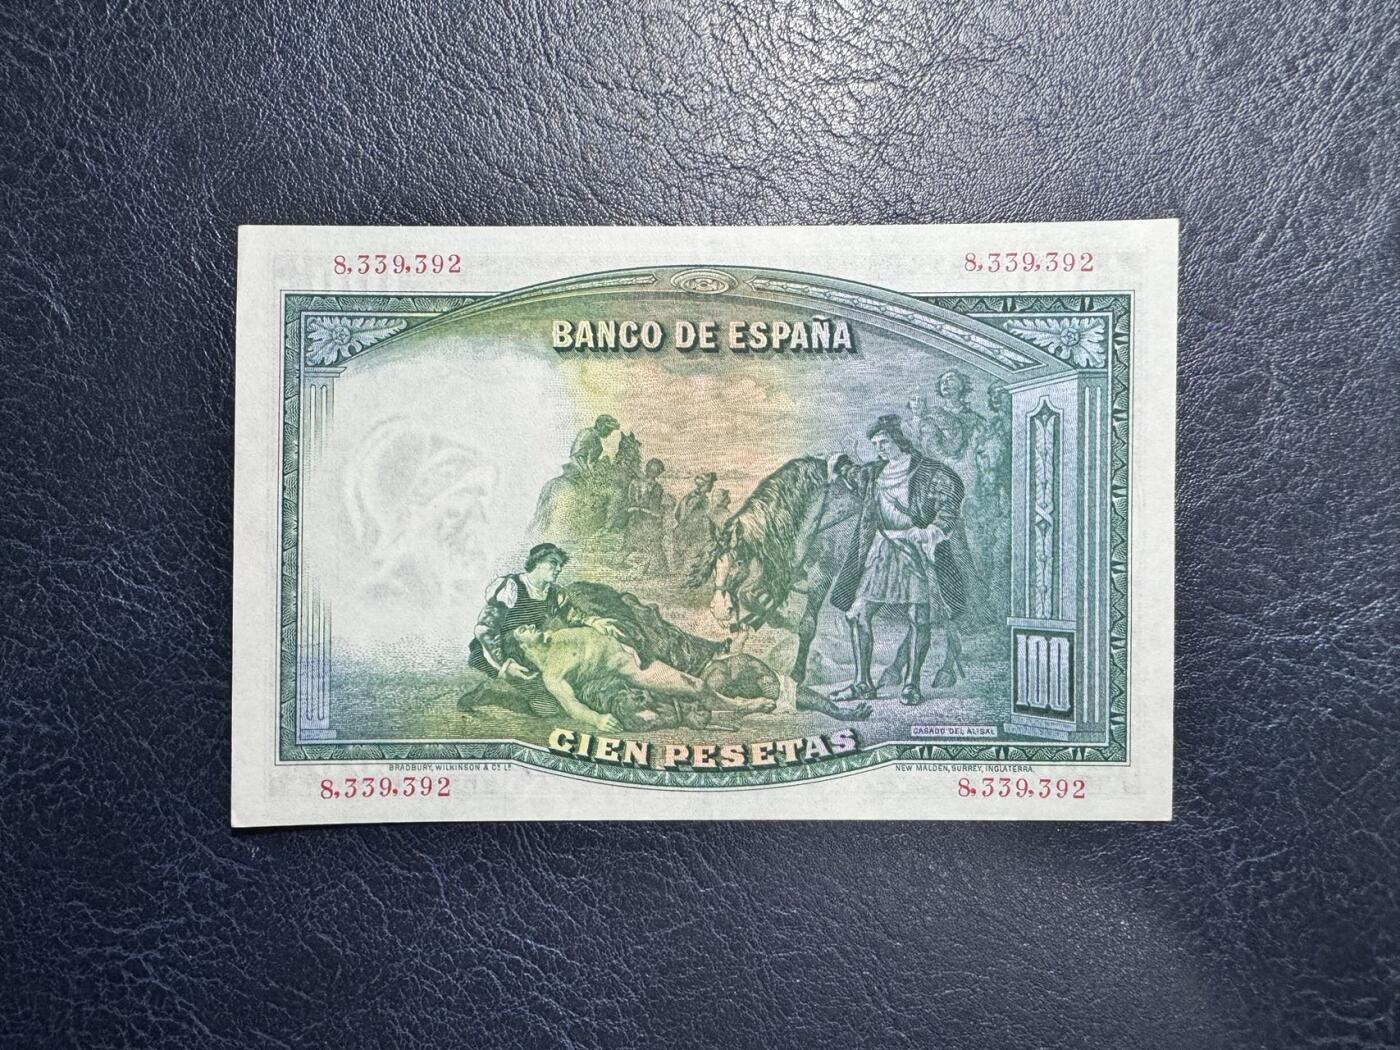 8,339,392
8,339,392
BANCO DE ESPAÑA
100
CASADO DEL ALISAL
CIEN PESETAS
BRADBURY, WILKINSON & Cº Lᵈ
NEW MALDEN, SURREY, INGLATERRA.
8,339,392
8,339,392